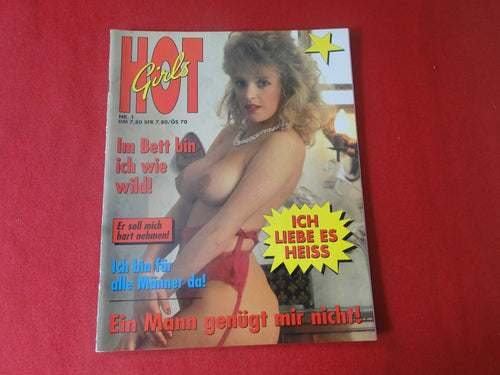 HOT
Girls
NR. 1
DM 7,80 SFR 7,80/ÖS 70
Im Bett bin
ich wie
wild!
Er soll mich
hart nehmen!
ICH
LIEBE ES
HEISS
Ich bin für
alle Männer da!
Ein Mann genügt mir nicht!